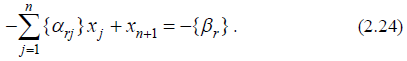 −∑_{j=1}^{n} {α_{rj}} x_j + x_{n+1} = −{β_r} . (2.24)